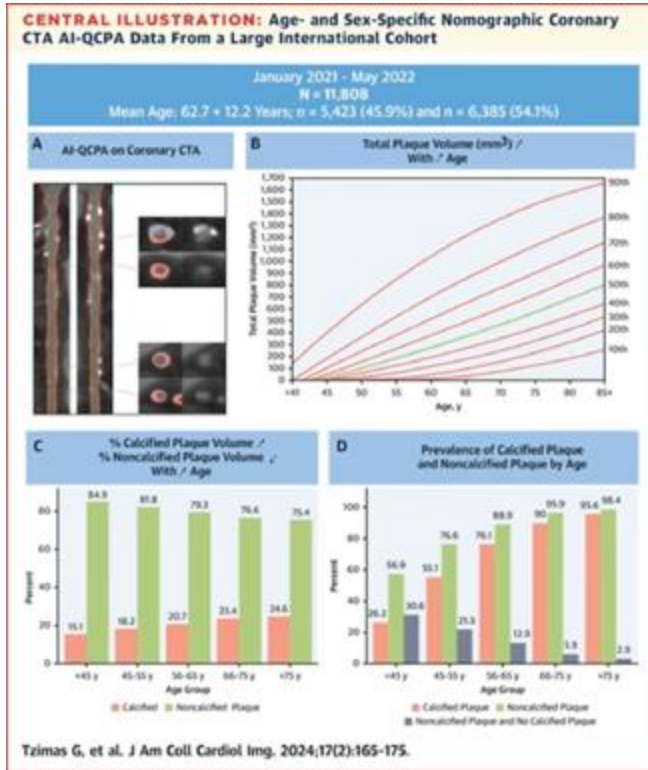 CENTRAL ILLUSTRATION: Age- and Sex-Specific Nomographic Coronary
CTA AI-QCPA Data From a Large International Cohort
January 2021 - May 2022
N = 11,808
Mean Age: 62.7 + 12.2 Years; n = 5,423 (45.9%) and n = 6,385 (54.1%)
A AI-QCPA on Coronary CTA
B Total Plaque Volume (mm³) ↗
With ↗ Age
Total Plaque Volume (mm³)
1,700
1,600
1,500
1,400
1,300
1,200
1,100
1,000
900
800
700
600
500
400
300
200
100
0
90th
80th
70th
60th
50th
40th
30th
20th
10th
<41 45 50 55 60 65 70 75 80 85+
Age, y
C % Calcified Plaque Volume ↗
% Noncalcified Plaque Volume ↙
With ↗ Age
Percent
80
60
40
20
0
15.1 84.9
18.2 81.8
20.7 79.3
23.4 76.6
24.6 75.4
<45 y 45-55 y 56-65 y 66-75 y >75 y
Age Group
Calcified Noncalcified Plaque
D Prevalence of Calcified Plaque
and Noncalcified Plaque by Age
Percent
100
80
60
40
20
0
26.2 56.9 30.6
55.1 76.6 21.5
76.1 88.9 12.9
90 95.9 5.9
95.6 98.4 2.9
<45 y 45-55 y 56-65 y 66-75 y >75 y
Age Group
Calcified Plaque Noncalcified Plaque
Noncalcified Plaque and No Calcified Plaque
Tzimas G, et al. J Am Coll Cardiol Img. 2024;17(2):165-175.